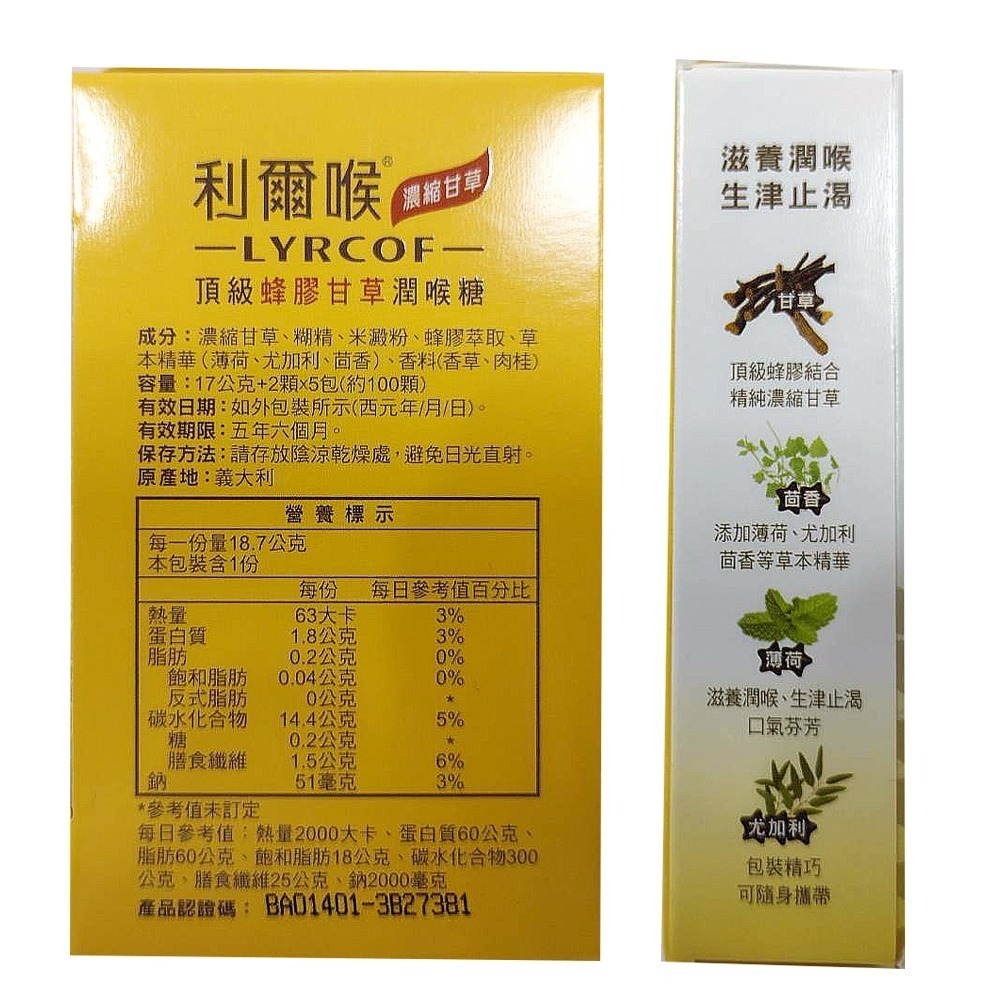 利爾喉®
濃縮甘草
LYRCOF
頂級蜂膠甘草潤喉糖
成分：濃縮甘草、糊精、米澱粉、蜂膠萃取、草
本精華（薄荷、尤加利、茴香）、香料(香草、肉桂)
容量：17公克+2顆x5包(約100顆)
有效日期：如外包裝所示(西元年/月/日)。
有效期限：五年六個月。
保存方法：請存放陰涼乾燥處，避免日光直射。
原產地：義大利
營養標示
每一份量18.7公克
本包裝含1份
每份 每日參考值百分比
熱量 63大卡 3%
蛋白質 1.8公克 3%
脂肪 0.2公克 0%
飽和脂肪 0.04公克 0%
反式脂肪 0公克 *
碳水化合物 14.4公克 5%
糖 0.2公克 *
膳食纖維 1.5公克 6%
鈉 51毫克 3%
*參考值未訂定
每日參考值：熱量2000大卡、蛋白質60公克、
脂肪60公克、飽和脂肪18公克、碳水化合物300
公克、膳食纖維25公克、鈉2000毫克
產品認證碼：BA01401-3B27381
滋養潤喉
生津止渴
甘草
頂級蜂膠結合
精純濃縮甘草
茴香
添加薄荷、尤加利
茴香等草本精華
薄荷
滋養潤喉、生津止渴
口氣芬芳
尤加利
包裝精巧
可隨身攜帶